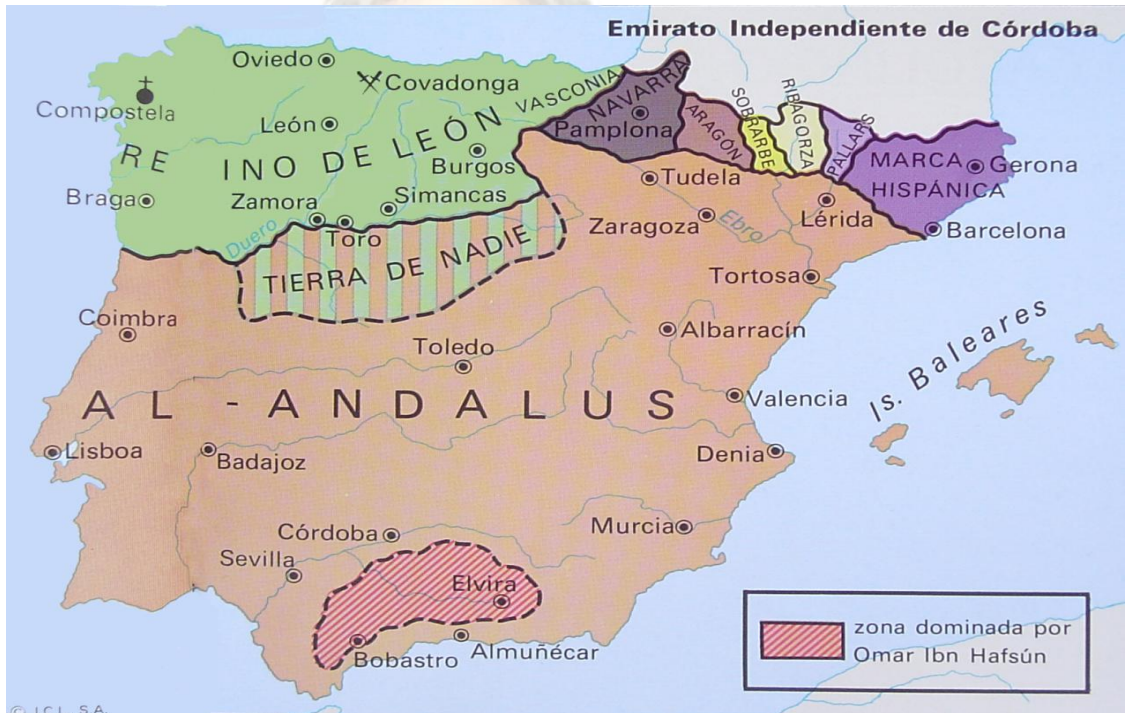 Emirato Independiente de Córdoba
Oviedo
Covadonga
Compostela
León
VASCONIA
NAVARRA
Pamplona
ARAGON
SOBRARBE
RIBAGORZA
PALLARS
MARCA
HISPÁNICA
Gerona
REINO DE LEÓN
Burgos
Braga
Zamora
Simancas
Toro
Duero
Tudela
Zaragoza
Ebro
Lérida
Barcelona
TIERRA DE NADIE
Tortosa
Coimbra
Albarracín
Toledo
Is. Baleares
AL-ANDALUS
Valencia
Lisboa
Badajoz
Denia
Córdoba
Murcia
Sevilla
Elvira
Bobastro
Almuñécar
zona dominada por
Omar Ibn Hafsún